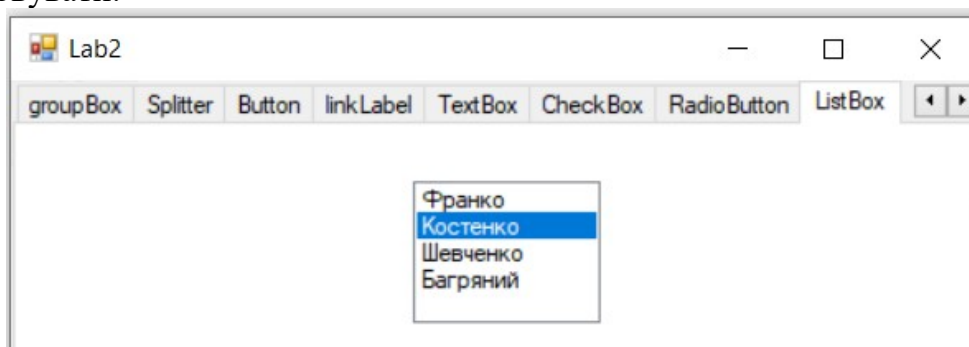 Lab2
groupBox Splitter Button linkLabel TextBox CheckBox RadioButton ListBox
Франко
Костенко
Шевченко
Багряний